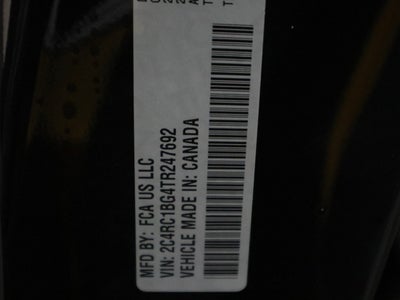 MFD BY: FCA US LLC
VIN: 2C4RC1BG4TR247692
VEHICLE MADE IN: CANADA